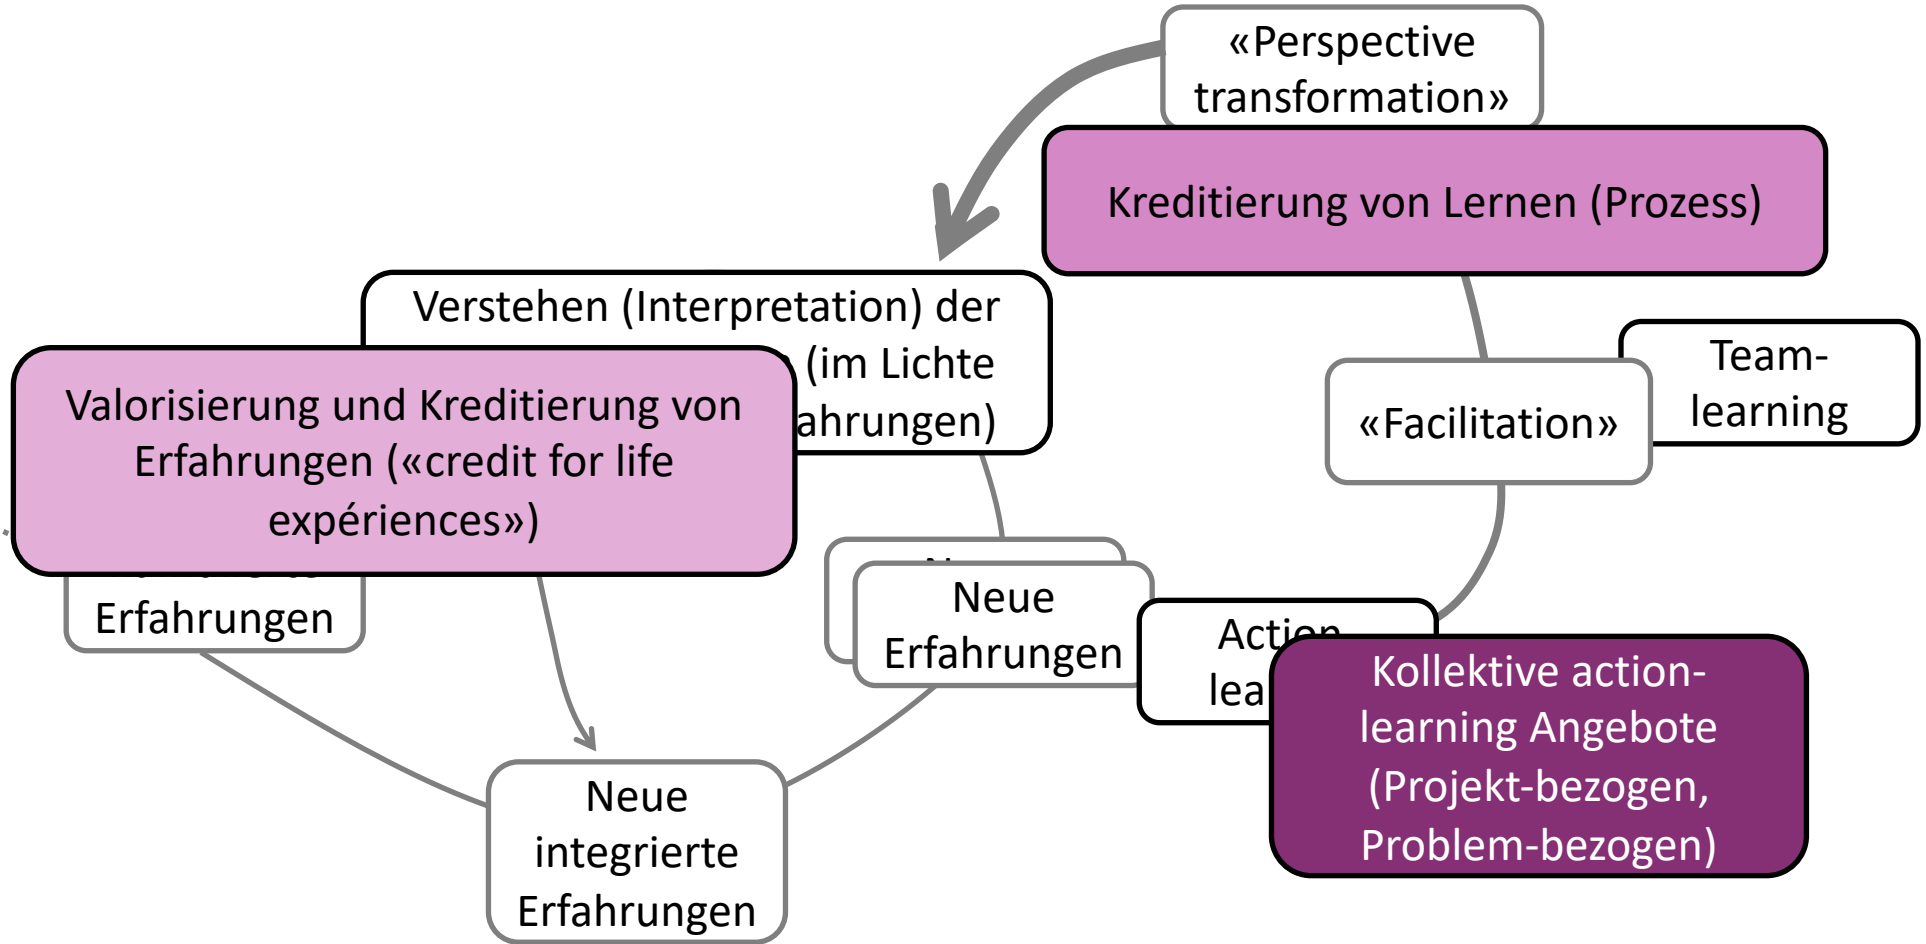 «Perspective
transformation»
Kreditierung von Lernen (Prozess)
Verstehen (Interpretation) der
(im Lichte
Team-
learning
Valorisierung und Kreditierung von
Erfahrungen («credit for life
expériences»)
«Facilitation»
Erfahrungen
Neue
Erfahrungen
Action
Kollektive action-
learning Angebote
(Projekt-bezogen,
Problem-bezogen)
Neue
integrierte
Erfahrungen